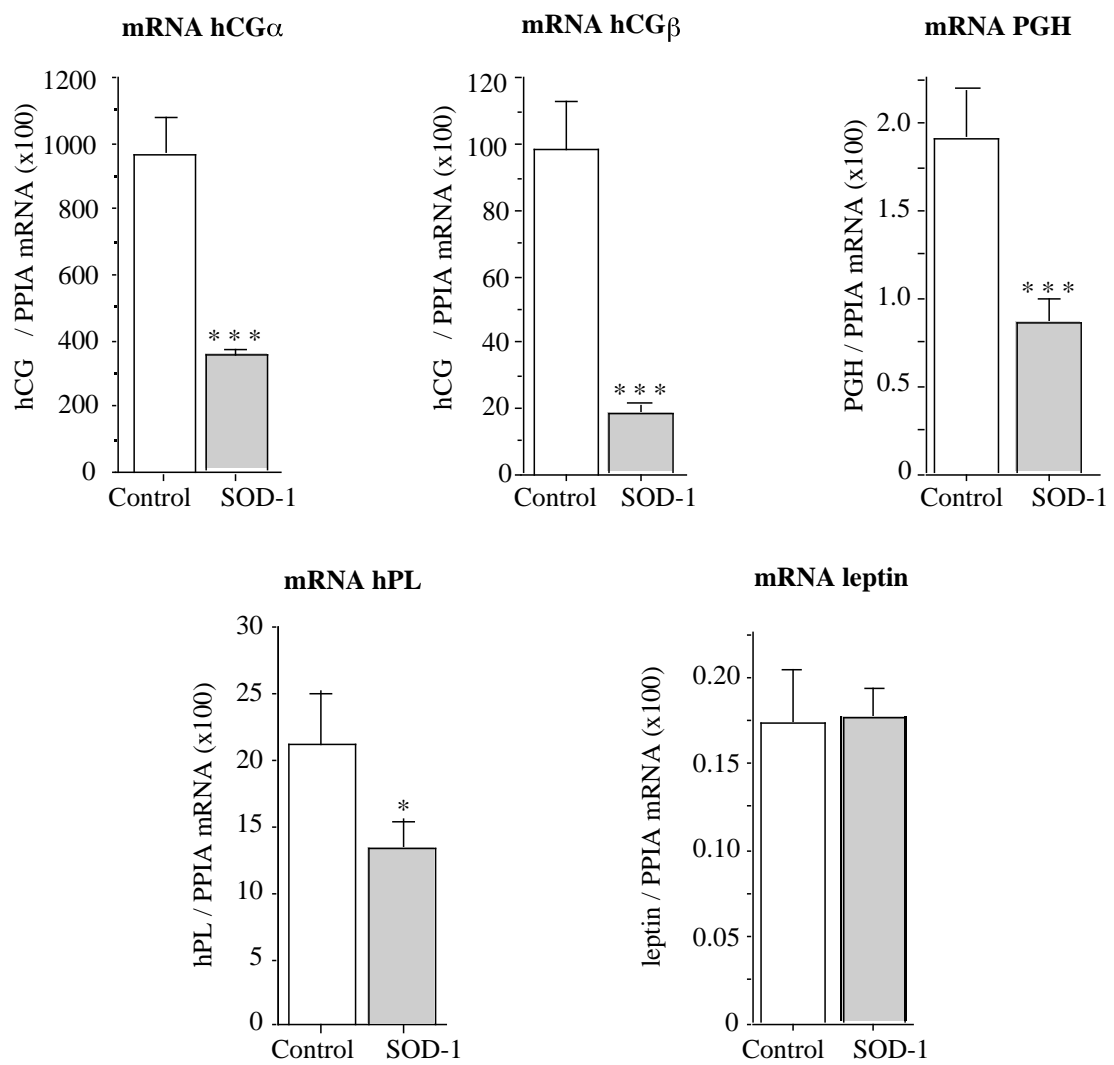 mRNA hCGα
hCG / PPIA mRNA (x100)
1200
1000
800
600
400
200
0
***
Control SOD-1
mRNA hCGβ
hCG / PPIA mRNA (x100)
120
100
80
60
40
20
0
***
Control SOD-1
mRNA PGH
PGH / PPIA mRNA (x100)
2.0
1.5
1.0
0.5
0
***
Control SOD-1
mRNA hPL
hPL / PPIA mRNA (x100)
30
25
20
15
10
5
0
*
Control SOD-1
mRNA leptin
leptin / PPIA mRNA (x100)
0.20
0.15
0.10
0.05
0
Control SOD-1